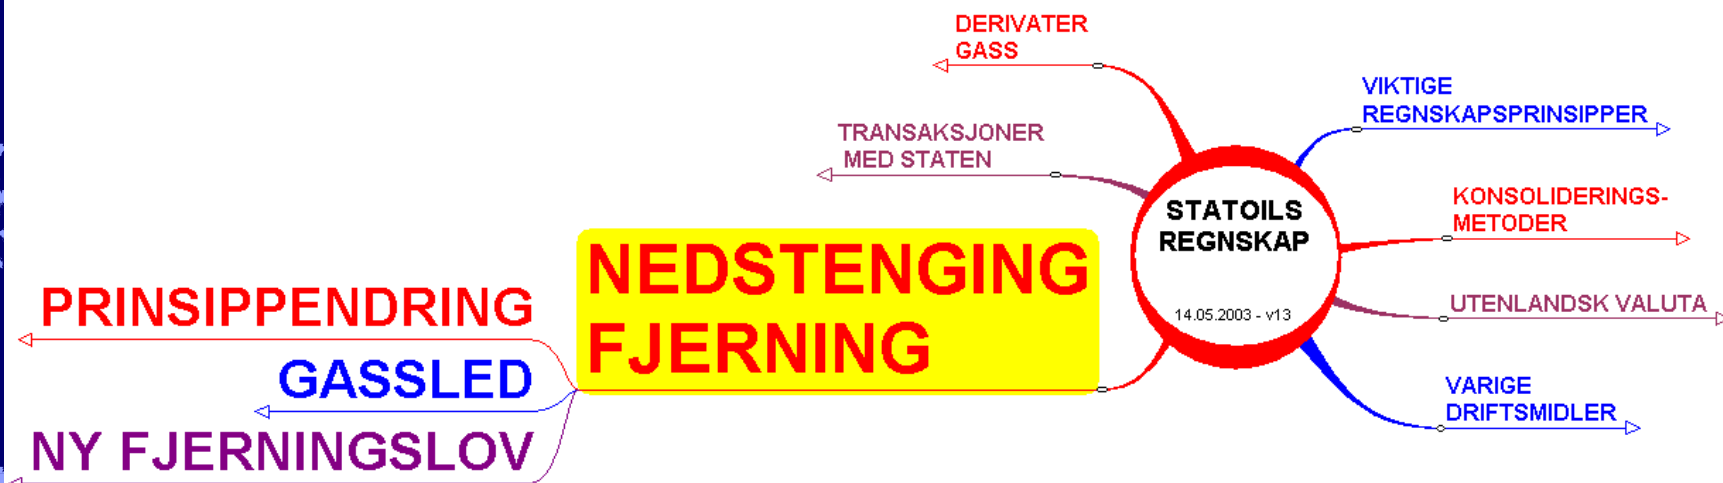 DERIVATER
GASS
VIKTIGE
REGNSKAPSPRINSIPPER
TRANSAKSJONER
MED STATEN
KONSOLIDERINGS-
METODER
STATOILS
REGNSKAP
14.05.2003 - v13
UTENLANDSK VALUTA
VARIGE
DRIFTSMIDLER
NEDSTENGING
FJERNING
PRINSIPPENDRING
GASSLED
NY FJERNINGSLOV